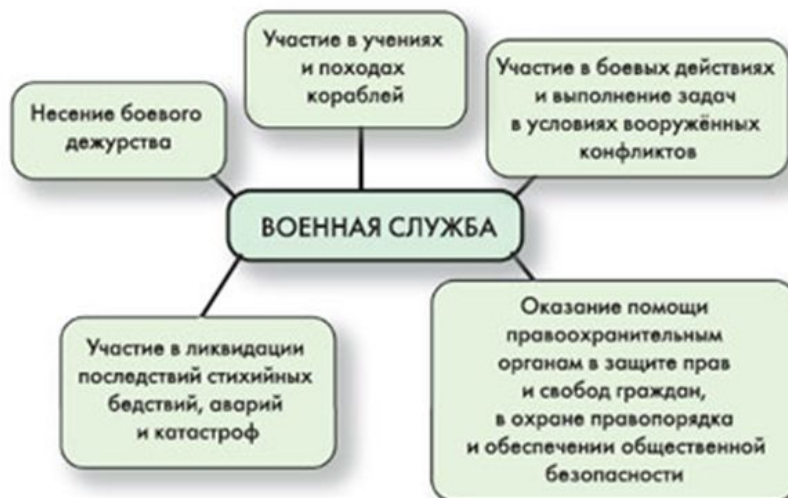 Участие в учениях
и походах
кораблей
Участие в боевых действиях
и выполнение задач
в условиях вооружённых
конфликтов
Несение боевого
дежурства
ВОЕННАЯ СЛУЖБА
Участие в ликвидации
последствий стихийных
бедствий, аварий
и катастроф
Оказание помощи
правоохранительным
органам в защите прав
и свобод граждан,
в охране правопорядка
и обеспечении общественной
безопасности